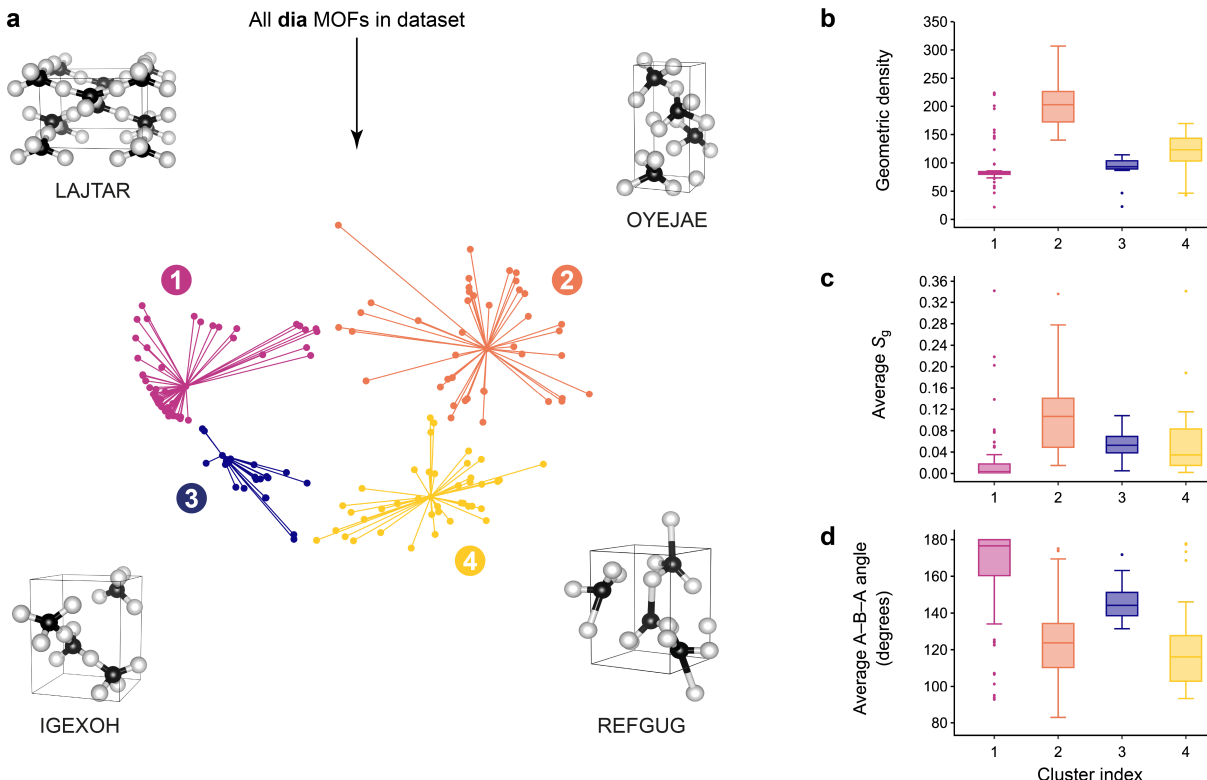 a
All dia MOFs in dataset
LAJTAR
OYEJAE
1
2
3
4
IGEXOH
REFGUG
b
Geometric density
350
300
250
200
150
100
50
0
1 2 3 4
c
Average Sg
0.36
0.32
0.28
0.24
0.20
0.16
0.12
0.08
0.04
0.00
1 2 3 4
d
Average A–B–A angle
(degrees)
180
160
140
120
100
80
1 2 3 4
Cluster index